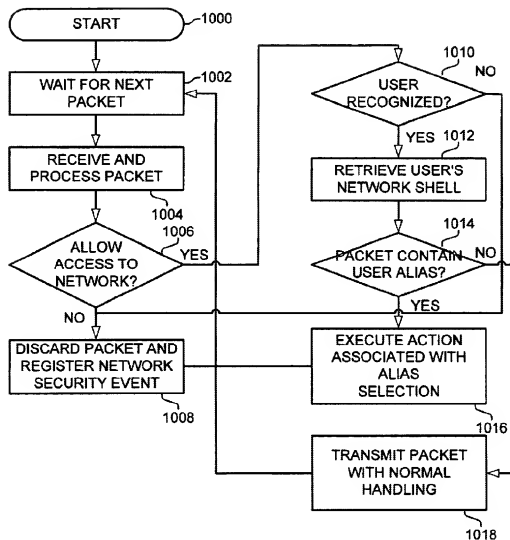 START
1000
WAIT FOR NEXT
PACKET
1002
RECEIVE AND
PROCESS PACKET
1004
ALLOW
ACCESS TO
NETWORK?
1006
YES
NO
DISCARD PACKET AND
REGISTER NETWORK
SECURITY EVENT
1008
USER
RECOGNIZED?
1010
NO
YES
RETRIEVE USER'S
NETWORK SHELL
1012
PACKET CONTAIN
USER ALIAS?
1014
NO
YES
EXECUTE ACTION
ASSOCIATED WITH
ALIAS
SELECTION
1016
TRANSMIT PACKET
WITH NORMAL
HANDLING
1018